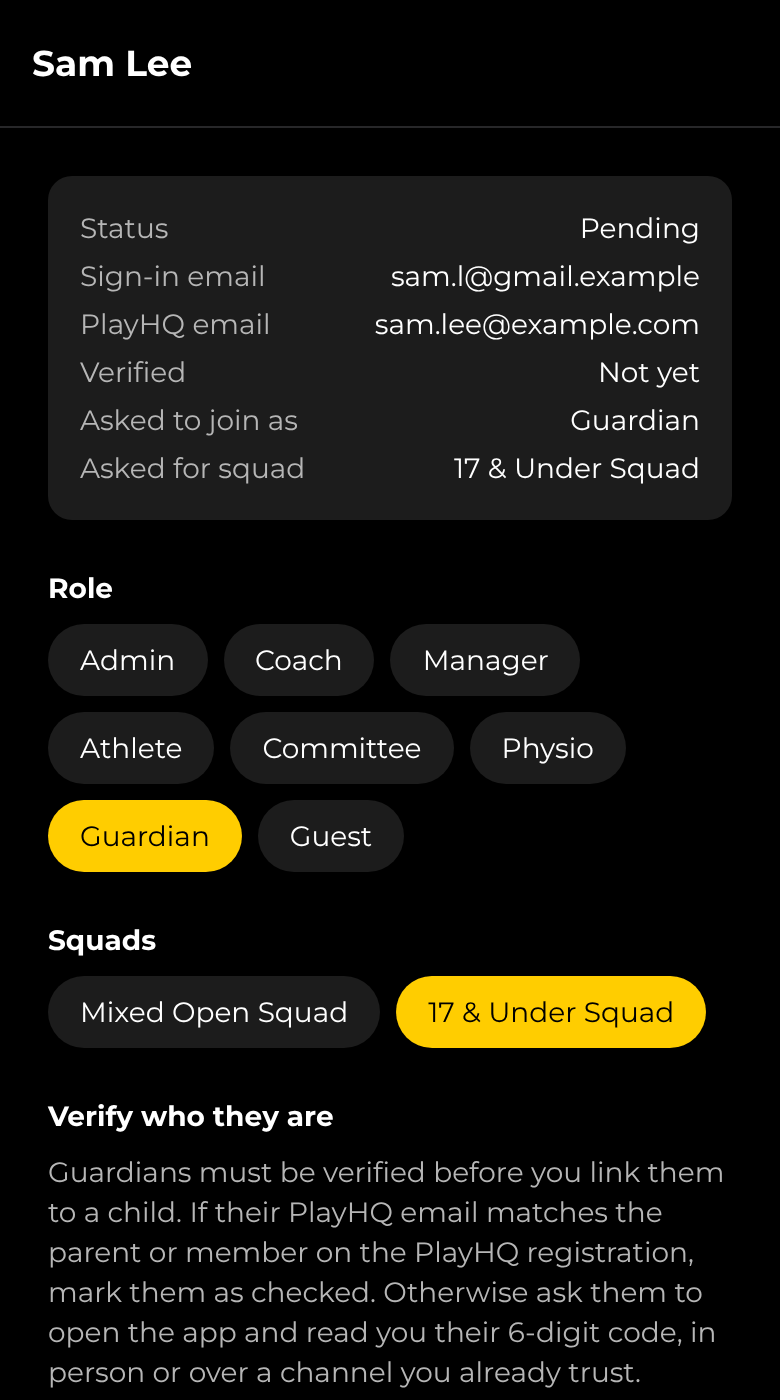 Sam Lee
Status Pending
Sign-in email sam.l@gmail.example
PlayHQ email sam.lee@example.com
Verified Not yet
Asked to join as Guardian
Asked for squad 17 & Under Squad
Role
Admin Coach Manager
Athlete Committee Physio
Guardian Guest
Squads
Mixed Open Squad 17 & Under Squad
Verify who they are
Guardians must be verified before you link them
to a child. If their PlayHQ email matches the
parent or member on the PlayHQ registration,
mark them as checked. Otherwise ask them to
open the app and read you their 6-digit code, in
person or over a channel you already trust.